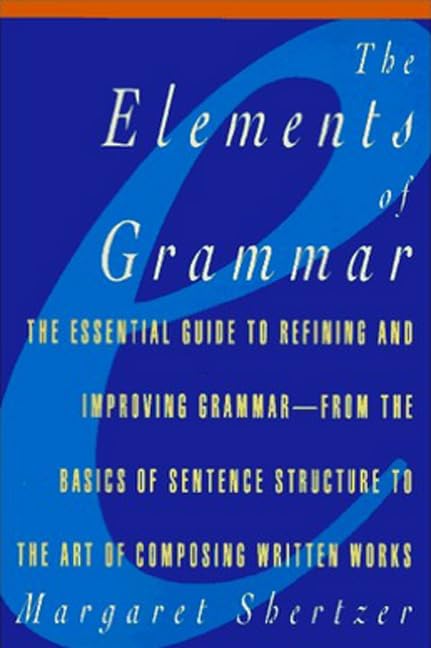 The
Elements
of
Grammar
THE ESSENTIAL GUIDE TO REFINING AND
IMPROVING GRAMMAR—FROM THE
BASICS OF SENTENCE STRUCTURE TO
THE ART OF COMPOSING WRITTEN WORKS
Margaret Shertzer